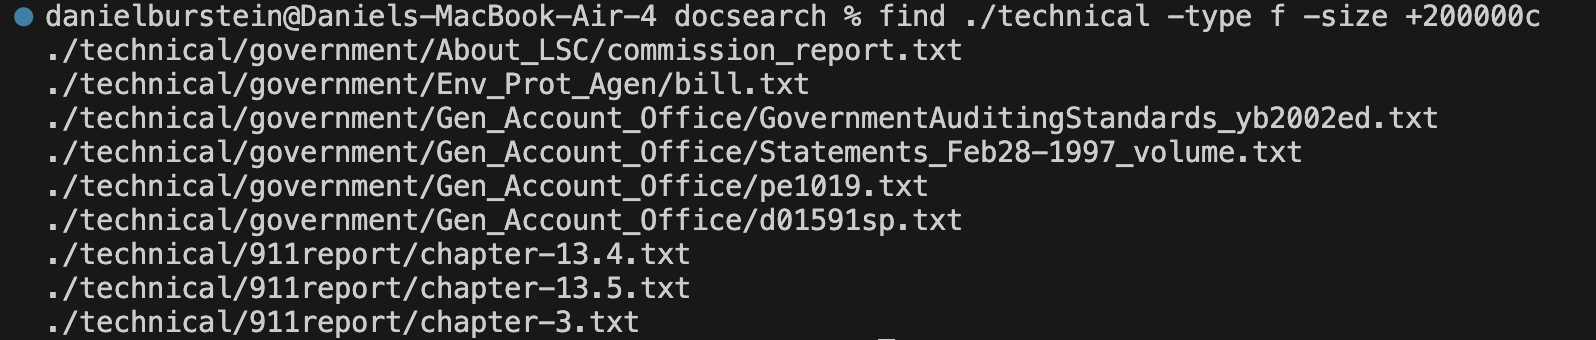 danielburstein@Daniels-MacBook-Air-4 docsearch % find ./technical -type f -size +200000c
./technical/government/About_LSC/commission_report.txt
./technical/government/Env_Prot_Agen/bill.txt
./technical/government/Gen_Account_Office/GovernmentAuditingStandards_yb2002ed.txt
./technical/government/Gen_Account_Office/Statements_Feb28-1997_volume.txt
./technical/government/Gen_Account_Office/pe1019.txt
./technical/government/Gen_Account_Office/d01591sp.txt
./technical/911report/chapter-13.4.txt
./technical/911report/chapter-13.5.txt
./technical/911report/chapter-3.txt